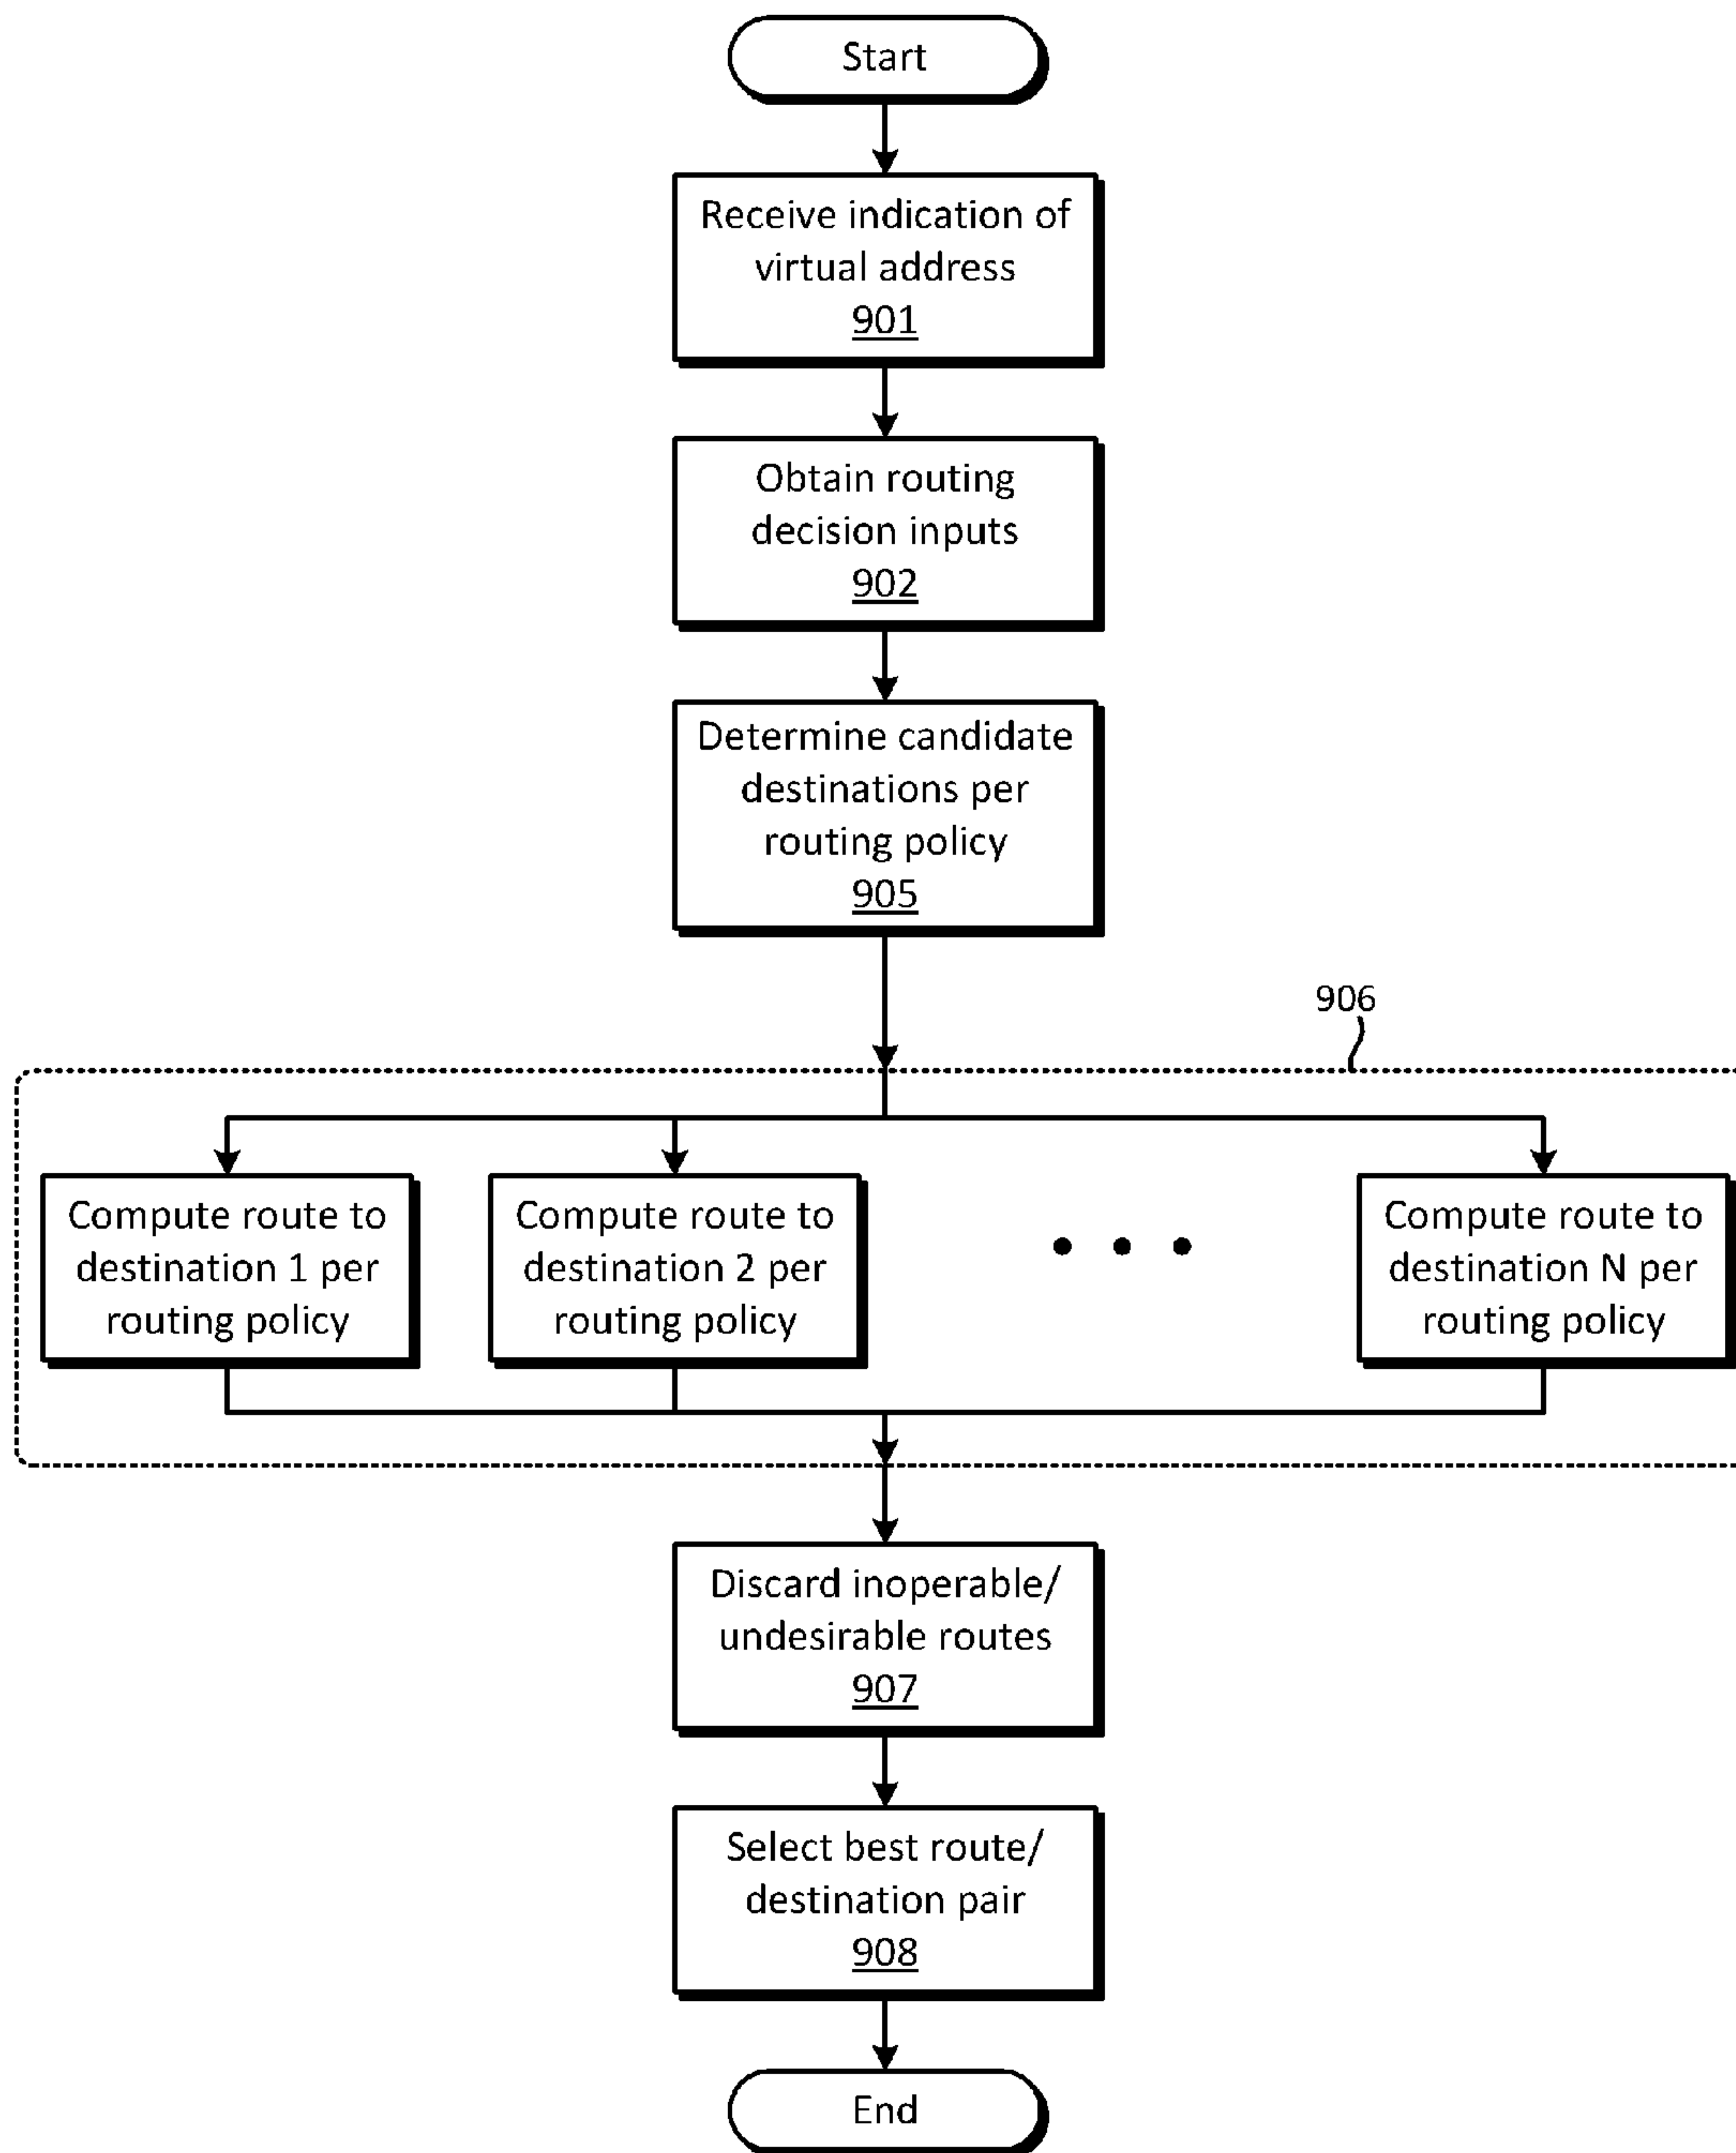 Start
Receive indication of
virtual address
901
Obtain routing
decision inputs
902
Determine candidate
destinations per
routing policy
905
906
Compute route to
destination 1 per
routing policy
Compute route to
destination 2 per
routing policy
• • •
Compute route to
destination N per
routing policy
Discard inoperable/
undesirable routes
907
Select best route/
destination pair
908
End